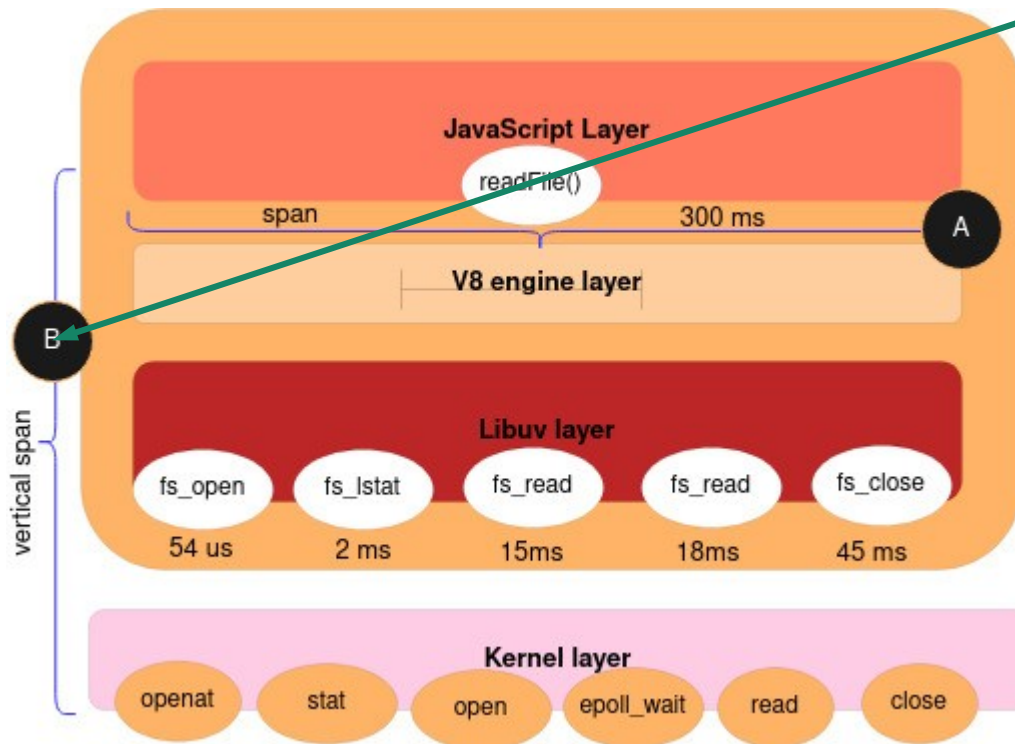 JavaScript Layer
readFile()
span
300 ms
A
V8 engine layer
B
Libuv layer
fs_open
fs_lstat
fs_read
fs_read
fs_close
54 us
2 ms
15ms
18ms
45 ms
vertical span
Kernel layer
openat
stat
open
epoll_wait
read
close